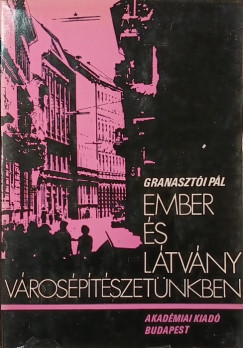 GRANASZTÓI PÁL
EMBER
ÉS
LÁTVÁNY
VÁROSÉPÍTÉSZETÜNKBEN
AKADÉMIAI KIADÓ
BUDAPEST